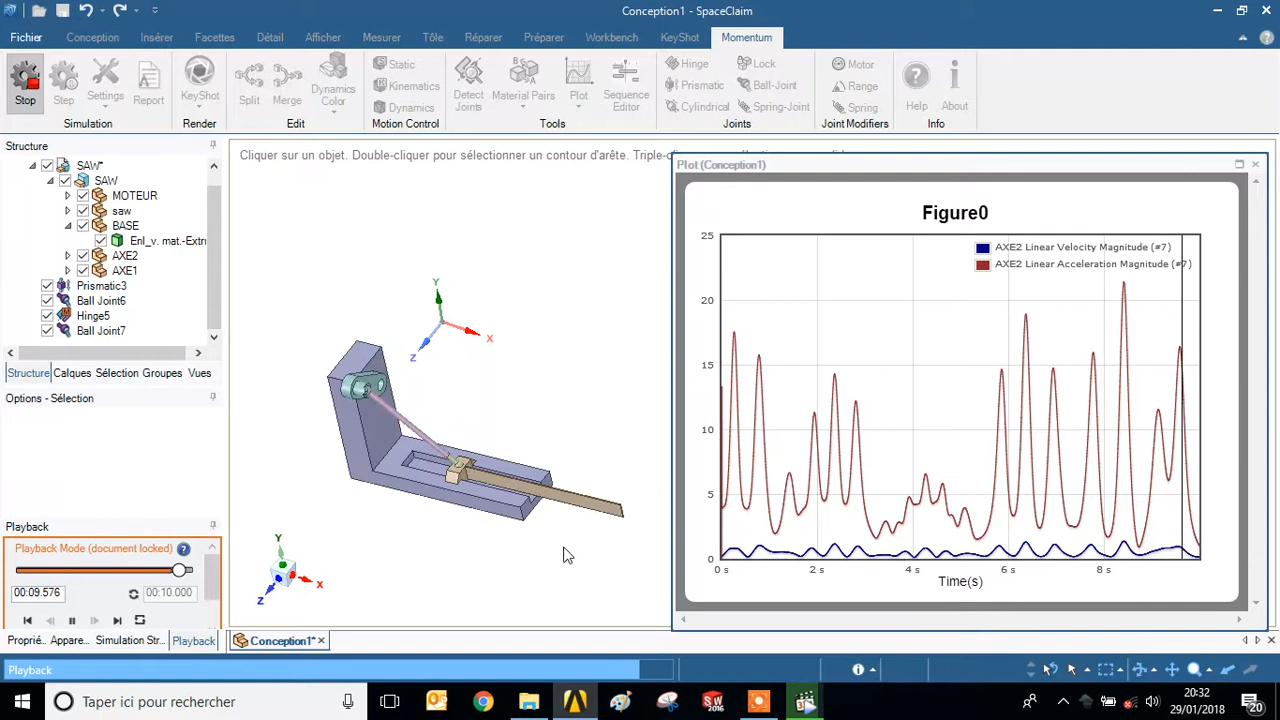 Conception1 - SpaceClaim
Fichier Conception Insérer Facettes Détail Afficher Mesurer Tôle Réparer Préparer Workbench KeyShot Momentum
Static Hinge Lock Motor
Kinematics Prismatic Ball-Joint Range
Stop Step Settings Report KeyShot Split Merge Dynamics Color Dynamics Detect Joints Material Pairs Plot Sequence Editor Cylindrical Spring-Joint Spring Help About
Simulation Render Edit Motion Control Tools Joints Joint Modifiers Info
Structure
Cliquer sur un objet. Double-cliquer pour sélectionner un contour d'arête.
SAW*
SAW
MOTEUR
saw
BASE
Enl_v. mat.-Extru
AXE2
AXE1
Prismatic3
Ball Joint6
Hinge5
Ball Joint7
Structure Calques Sélection Groupes Vues
Options - Sélection
Playback
Playback Mode (document locked) ?
00:09.576 00:10.000
Proprié... Appare... Simulation Str... Playback
Y
X
Z
Y
X
Z
Plot (Conception1)
Figure0
AXE2 Linear Velocity Magnitude (#7)
AXE2 Linear Acceleration Magnitude (#7)
25
20
15
10
5
0
0 s 2 s 4 s 6 s 8 s
Time(s)
Conception1*
Playback
Taper ici pour rechercher
SW
2016
20:32
29/01/2018
20